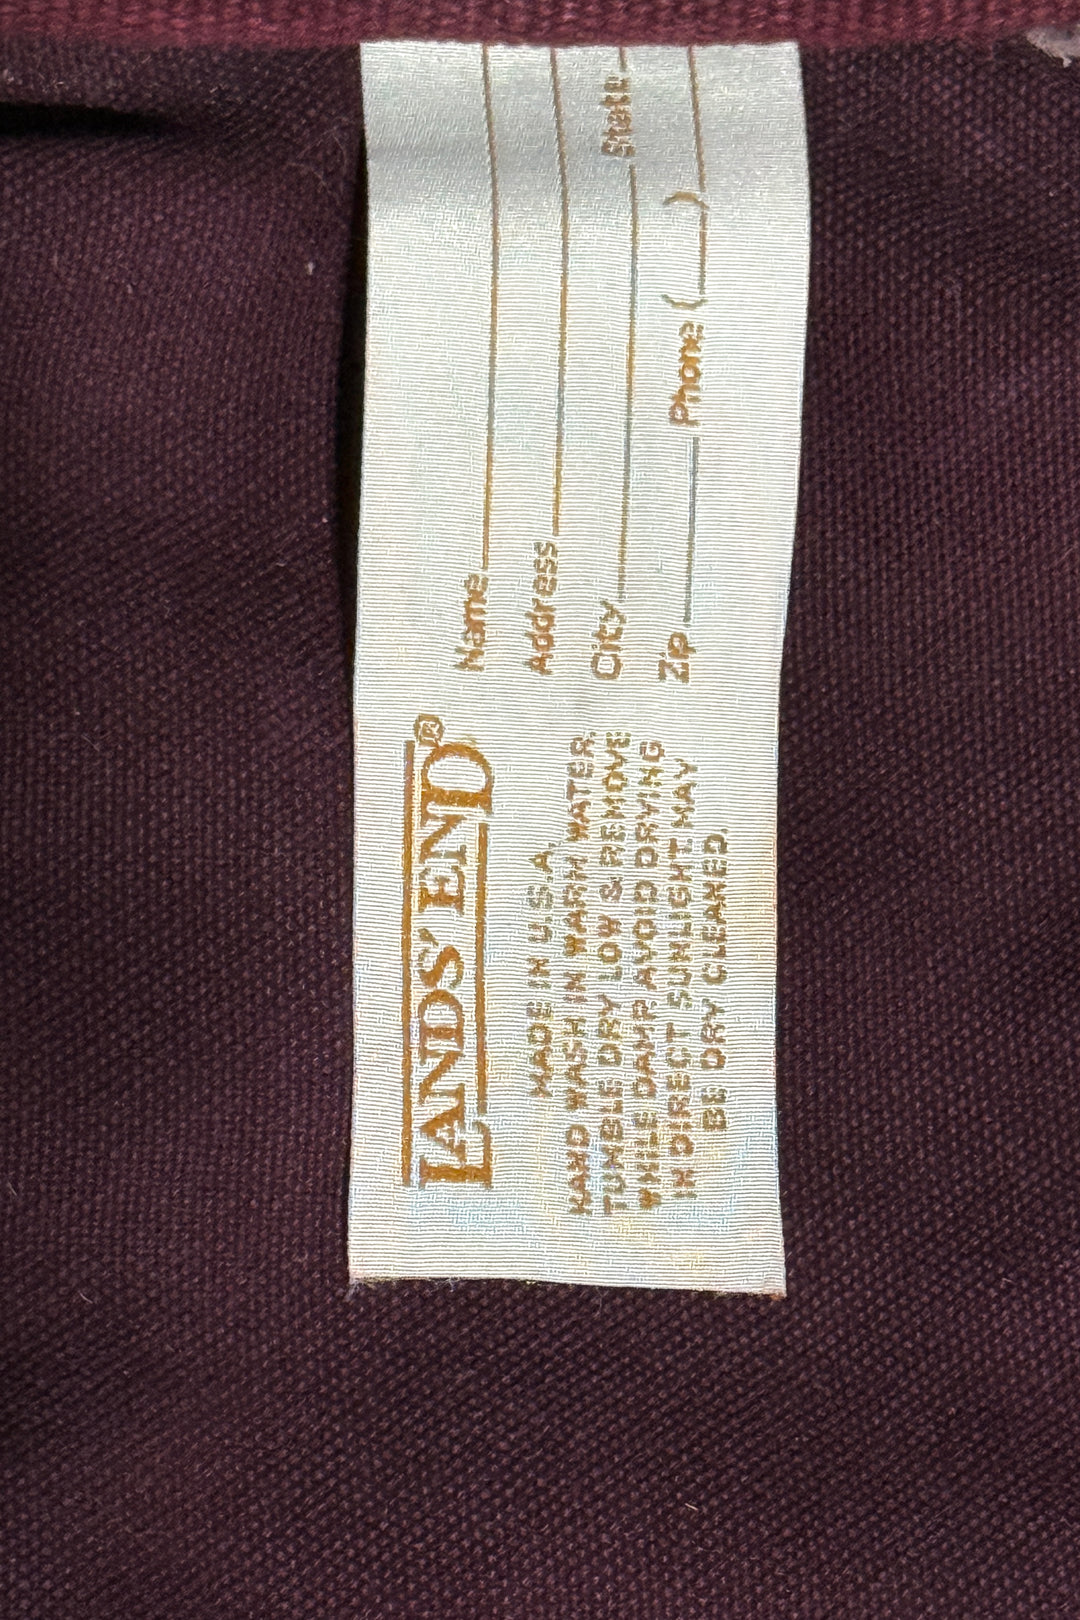 LANDS' END®
MADE IN U.S.A.
HAND WASH IN WARM WATER.
TUMBLE DRY LOW & REMOVE
WHILE DAMP. AVOID DRYING
IN DIRECT SUNLIGHT. MAY
BE DRY CLEANED.
Name
Address
City State
Zip Phone ( )